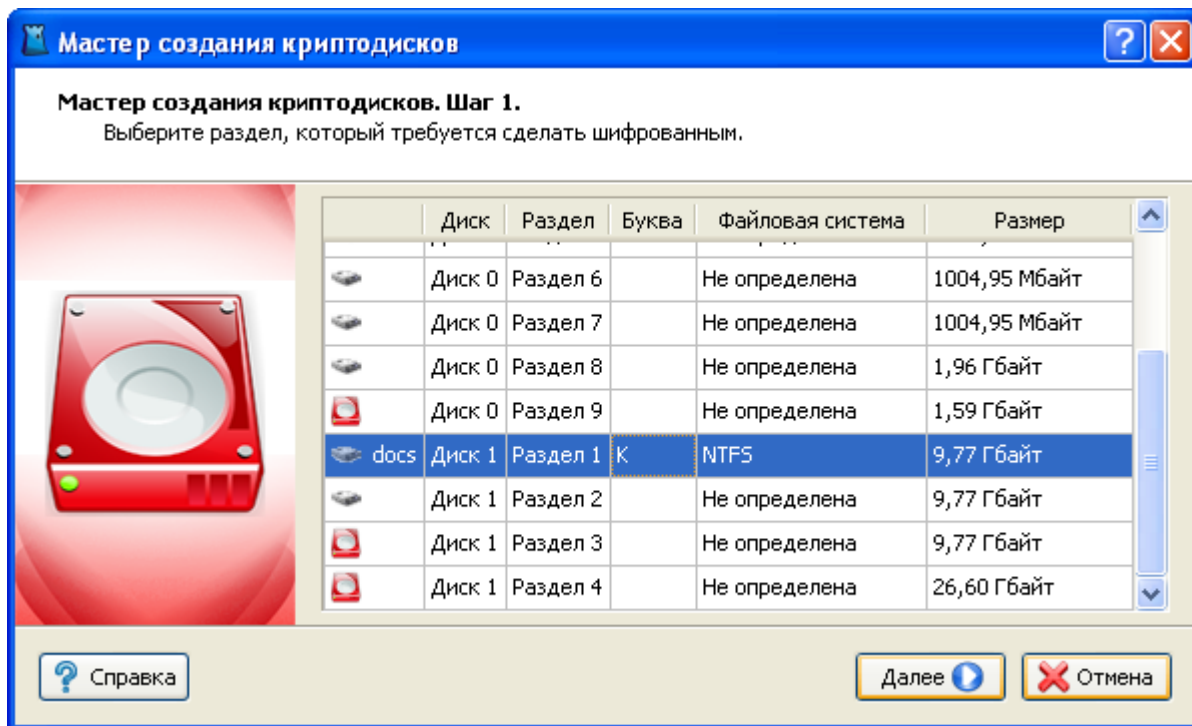 Мастер создания криптодисков
Мастер создания криптодисков. Шаг 1.
Выберите раздел, который требуется сделать шифрованным.
Диск Раздел Буква Файловая система Размер
Диск 0 Раздел 6 Не определена 1004,95 Мбайт
Диск 0 Раздел 7 Не определена 1004,95 Мбайт
Диск 0 Раздел 8 Не определена 1,96 Гбайт
Диск 0 Раздел 9 Не определена 1,59 Гбайт
docs Диск 1 Раздел 1 K NTFS 9,77 Гбайт
Диск 1 Раздел 2 Не определена 9,77 Гбайт
Диск 1 Раздел 3 Не определена 9,77 Гбайт
Диск 1 Раздел 4 Не определена 26,60 Гбайт
Справка Далее Отмена